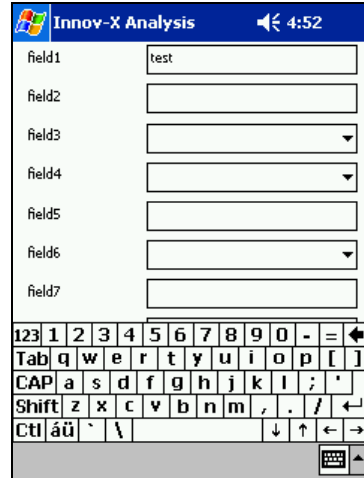 Innov-X Analysis 4:52
field1 test
field2
field3
field4
field5
field6
field7
123 1 2 3 4 5 6 7 8 9 0 - =
Tab q w e r t y u i o p [ ]
CAP a s d f g h j k l ; '
Shift z x c v b n m , . /
Ctl áü ` \